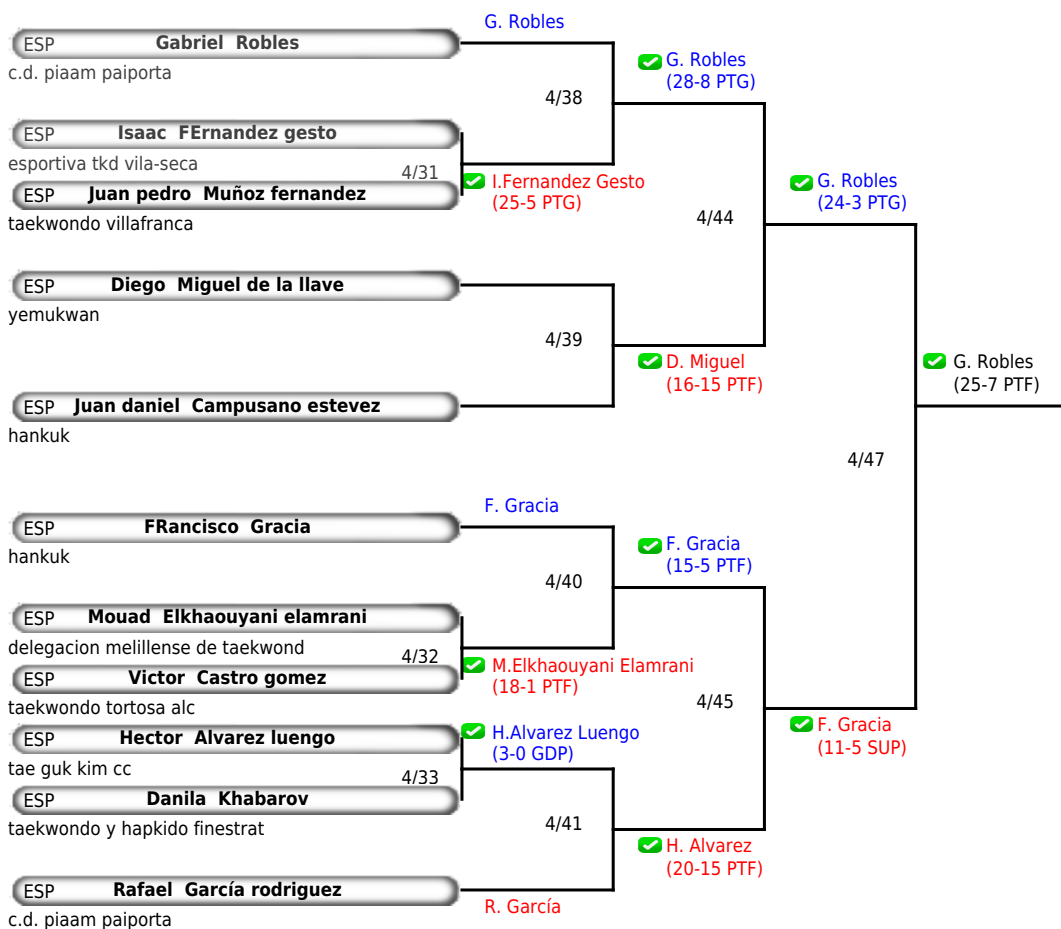 G. Robles
ESP Gabriel Robles
c.d. piaam paiporta
G. Robles
(28-8 PTG)
4/38
ESP Isaac FErnandez gesto
esportiva tkd vila-seca
4/31
I.Fernandez Gesto
(25-5 PTG)
ESP Juan pedro Muñoz fernandez
taekwondo villafranca
G. Robles
(24-3 PTG)
4/44
ESP Diego Miguel de la llave
yemukwan
4/39
D. Miguel
(16-15 PTF)
G. Robles
(25-7 PTF)
ESP Juan daniel Campusano estevez
hankuk
4/47
F. Gracia
ESP FRancisco Gracia
hankuk
F. Gracia
(15-5 PTF)
4/40
ESP Mouad Elkhaouyani elamrani
delegacion melillense de taekwond
4/32
M.Elkhaouyani Elamrani
(18-1 PTF)
ESP Victor Castro gomez
taekwondo tortosa alc
4/45
F. Gracia
(11-5 SUP)
ESP Hector Alvarez luengo
tae guk kim cc
H.Alvarez Luengo
(3-0 GDP)
4/33
ESP Danila Khabarov
taekwondo y hapkido finestrat
4/41
H. Alvarez
(20-15 PTF)
ESP Rafael García rodriguez
c.d. piaam paiporta
R. García